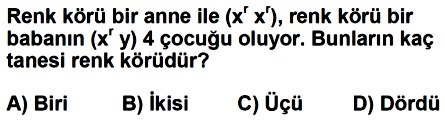 Renk körü bir anne ile (xʳ xʳ), renk körü bir
babanın (xʳ y) 4 çocuğu oluyor. Bunların kaç
tanesi renk körüdür?
A) Biri B) İkisi C) Üçü D) Dördü